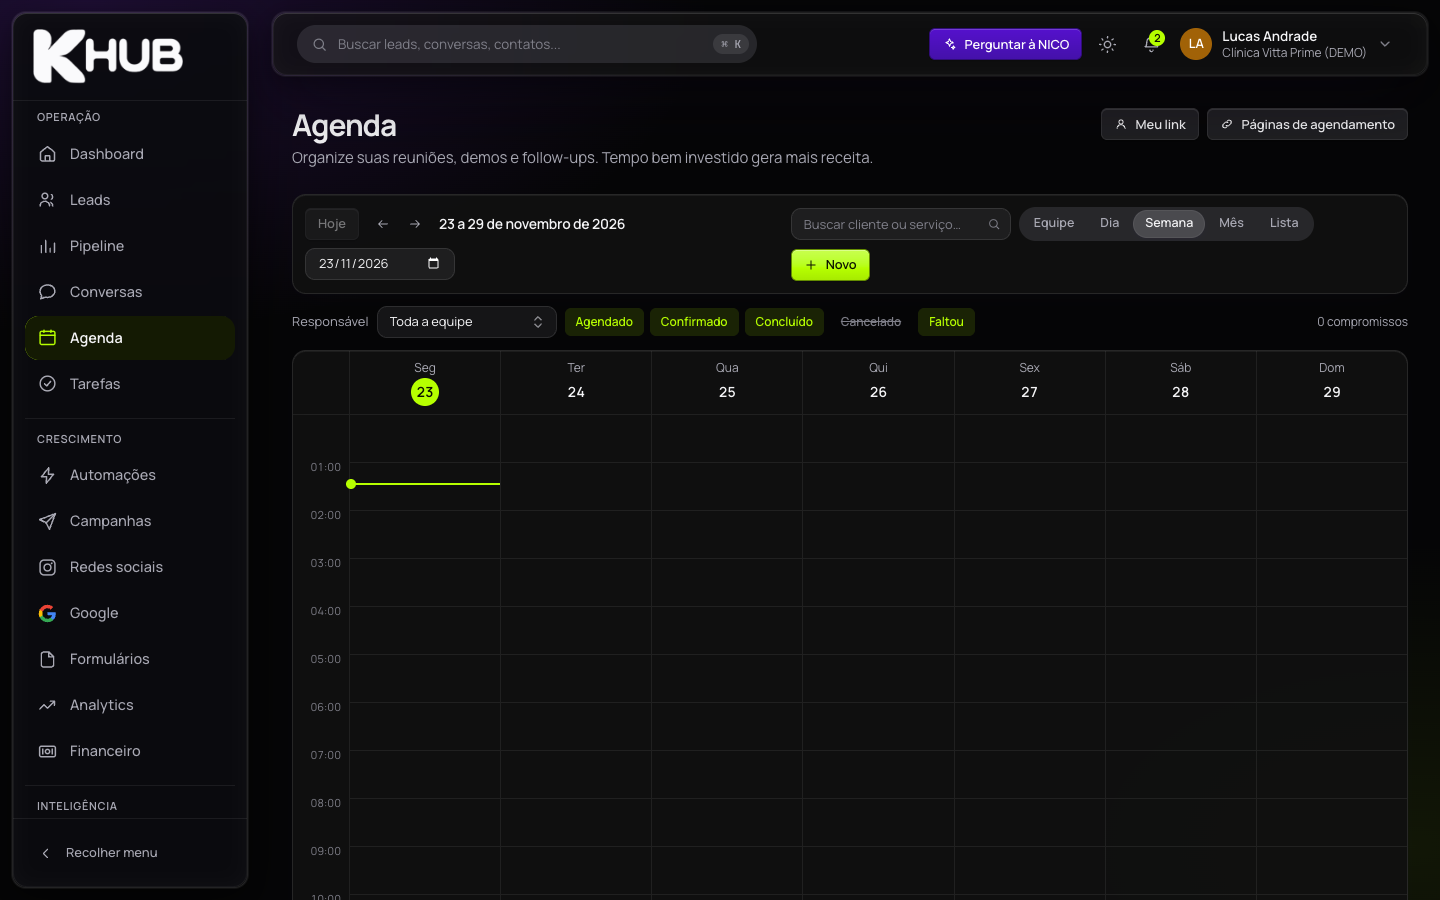 KHUB
OPERAÇÃO
Dashboard
Leads
Pipeline
Conversas
Agenda
Tarefas
CRESCIMENTO
Automações
Campanhas
Redes sociais
Google
Formulários
Analytics
Financeiro
INTELIGÊNCIA
Recolher menu
Buscar leads, conversas, contatos... ⌘ K
Perguntar à NICO
2
LA
Lucas Andrade
Clínica Vitta Prime (DEMO)
Agenda
Organize suas reuniões, demos e follow-ups. Tempo bem investido gera mais receita.
Meu link
Páginas de agendamento
Hoje ← → 23 a 29 de novembro de 2026
23/11/2026
Buscar cliente ou serviço...
Equipe Dia Semana Mês Lista
+ Novo
Responsável Toda a equipe Agendado Confirmado Concluído Cancelado Faltou 0 compromissos
Seg Ter Qua Qui Sex Sáb Dom
23 24 25 26 27 28 29
01:00
02:00
03:00
04:00
05:00
06:00
07:00
08:00
09:00
10:00